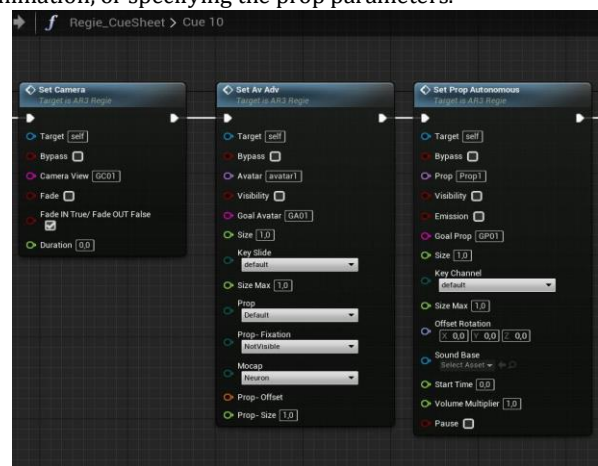 mination, or specifying the prop parameters.
f Regie_CueSheet > Cue 10
Set Camera
Target is AR3 Regie
Target self
Bypass
Camera View GC01
Fade
Fade IN True/ Fade OUT False
Duration 0,0
Set Av Adv
Target is AR3 Regie
Target self
Bypass
Avatar avatar1
Visibility
Goal Avatar GA01
Size 1,0
Key Slide
default
Size Max 1,0
Prop
Default
Prop- Fixation
NotVisible
Mocap
Neuron
Prop- Offset
Prop- Size 1,0
Set Prop Autonomous
Target is AR3 Regie
Target self
Bypass
Prop Prop1
Visibility
Emission
Goal Prop GP01
Size 1,0
Key Channel
default
Size Max 1,0
Offset Rotation
X 0,0 Y 0,0 Z 0,0
Sound Base
Select Asset
Start Time 0,0
Volume Multiplier 1,0
Pause